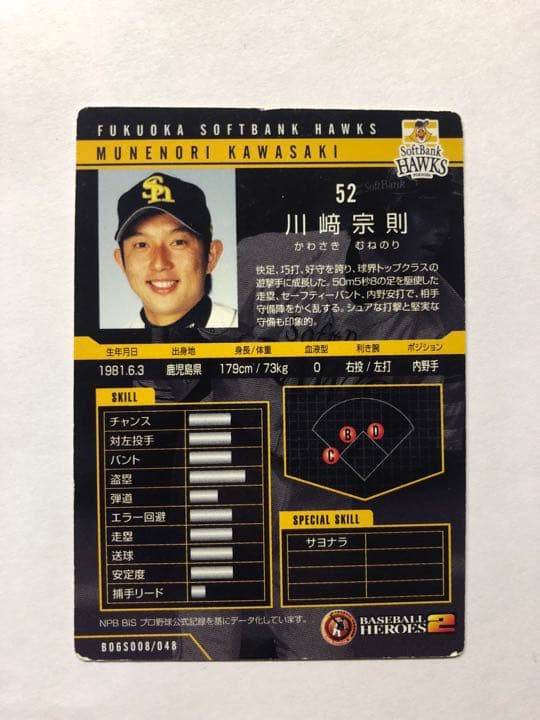 FUKUOKA SOFTBANK HAWKS
MUNENORI KAWASAKI
SoftBank
HAWKS
SH
52
川﨑宗則
かわさき むねのり
快足、巧打、好守を誇り、球界トップクラスの
遊撃手に成長した。50m5秒8の足を駆使した
走塁、セーフティーバント、内野安打で、相手
守備陣をかく乱する。シュアな打撃と堅実な
守備も印象的。
生年月日 出身地 身長/体重 血液型 利き腕 ポジション
1981.6.3 鹿児島県 179cm/73kg O 右投/左打 内野手
SKILL
チャンス
対左投手
バント
盗塁
弾道
エラー回避
走塁
送球
安定度
捕手リード
B D
C
SPECIAL SKILL
サヨナラ
NPB BIS プロ野球公式記録を基にデータ化しています。
BASEBALL
HEROES 2
B06S008/048